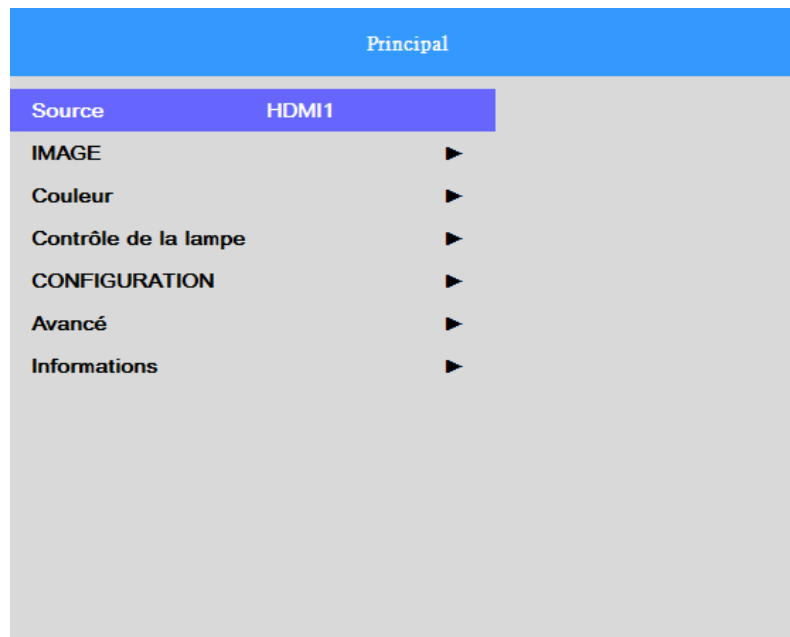 Principal
Source HDMI1
IMAGE ►
Couleur ►
Contrôle de la lampe ►
CONFIGURATION ►
Avancé ►
Informations ►